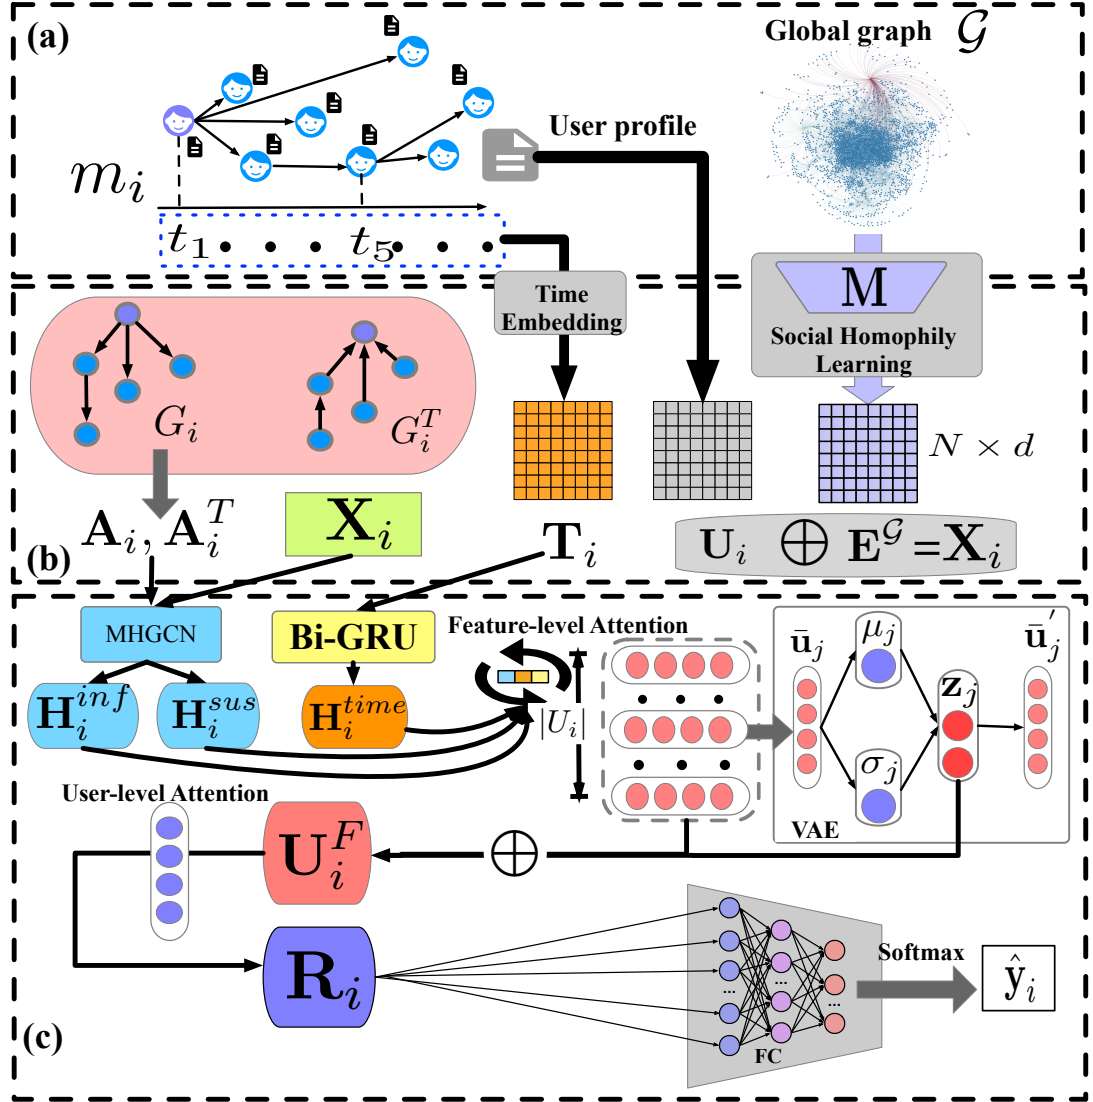 (a)
Global graph 𝒢
User profile
m_i
t_1 t_5
M
Social Homophily
Learning
Time
Embedding
G_i
G_i^T
N × d
A_i, A_i^T
X_i
T_i
U_i ⊕ E^𝒢 = X_i
(b)
MHGCN
Bi-GRU
Feature-level Attention
H_i^{inf}
H_i^{sus}
H_i^{time}
|U_i|
ū_j
μ_j
σ_j
z_j
ū_j'
VAE
User-level Attention
U_i^F
⊕
R_i
...
...
...
FC
Softmax
ŷ_i
(c)